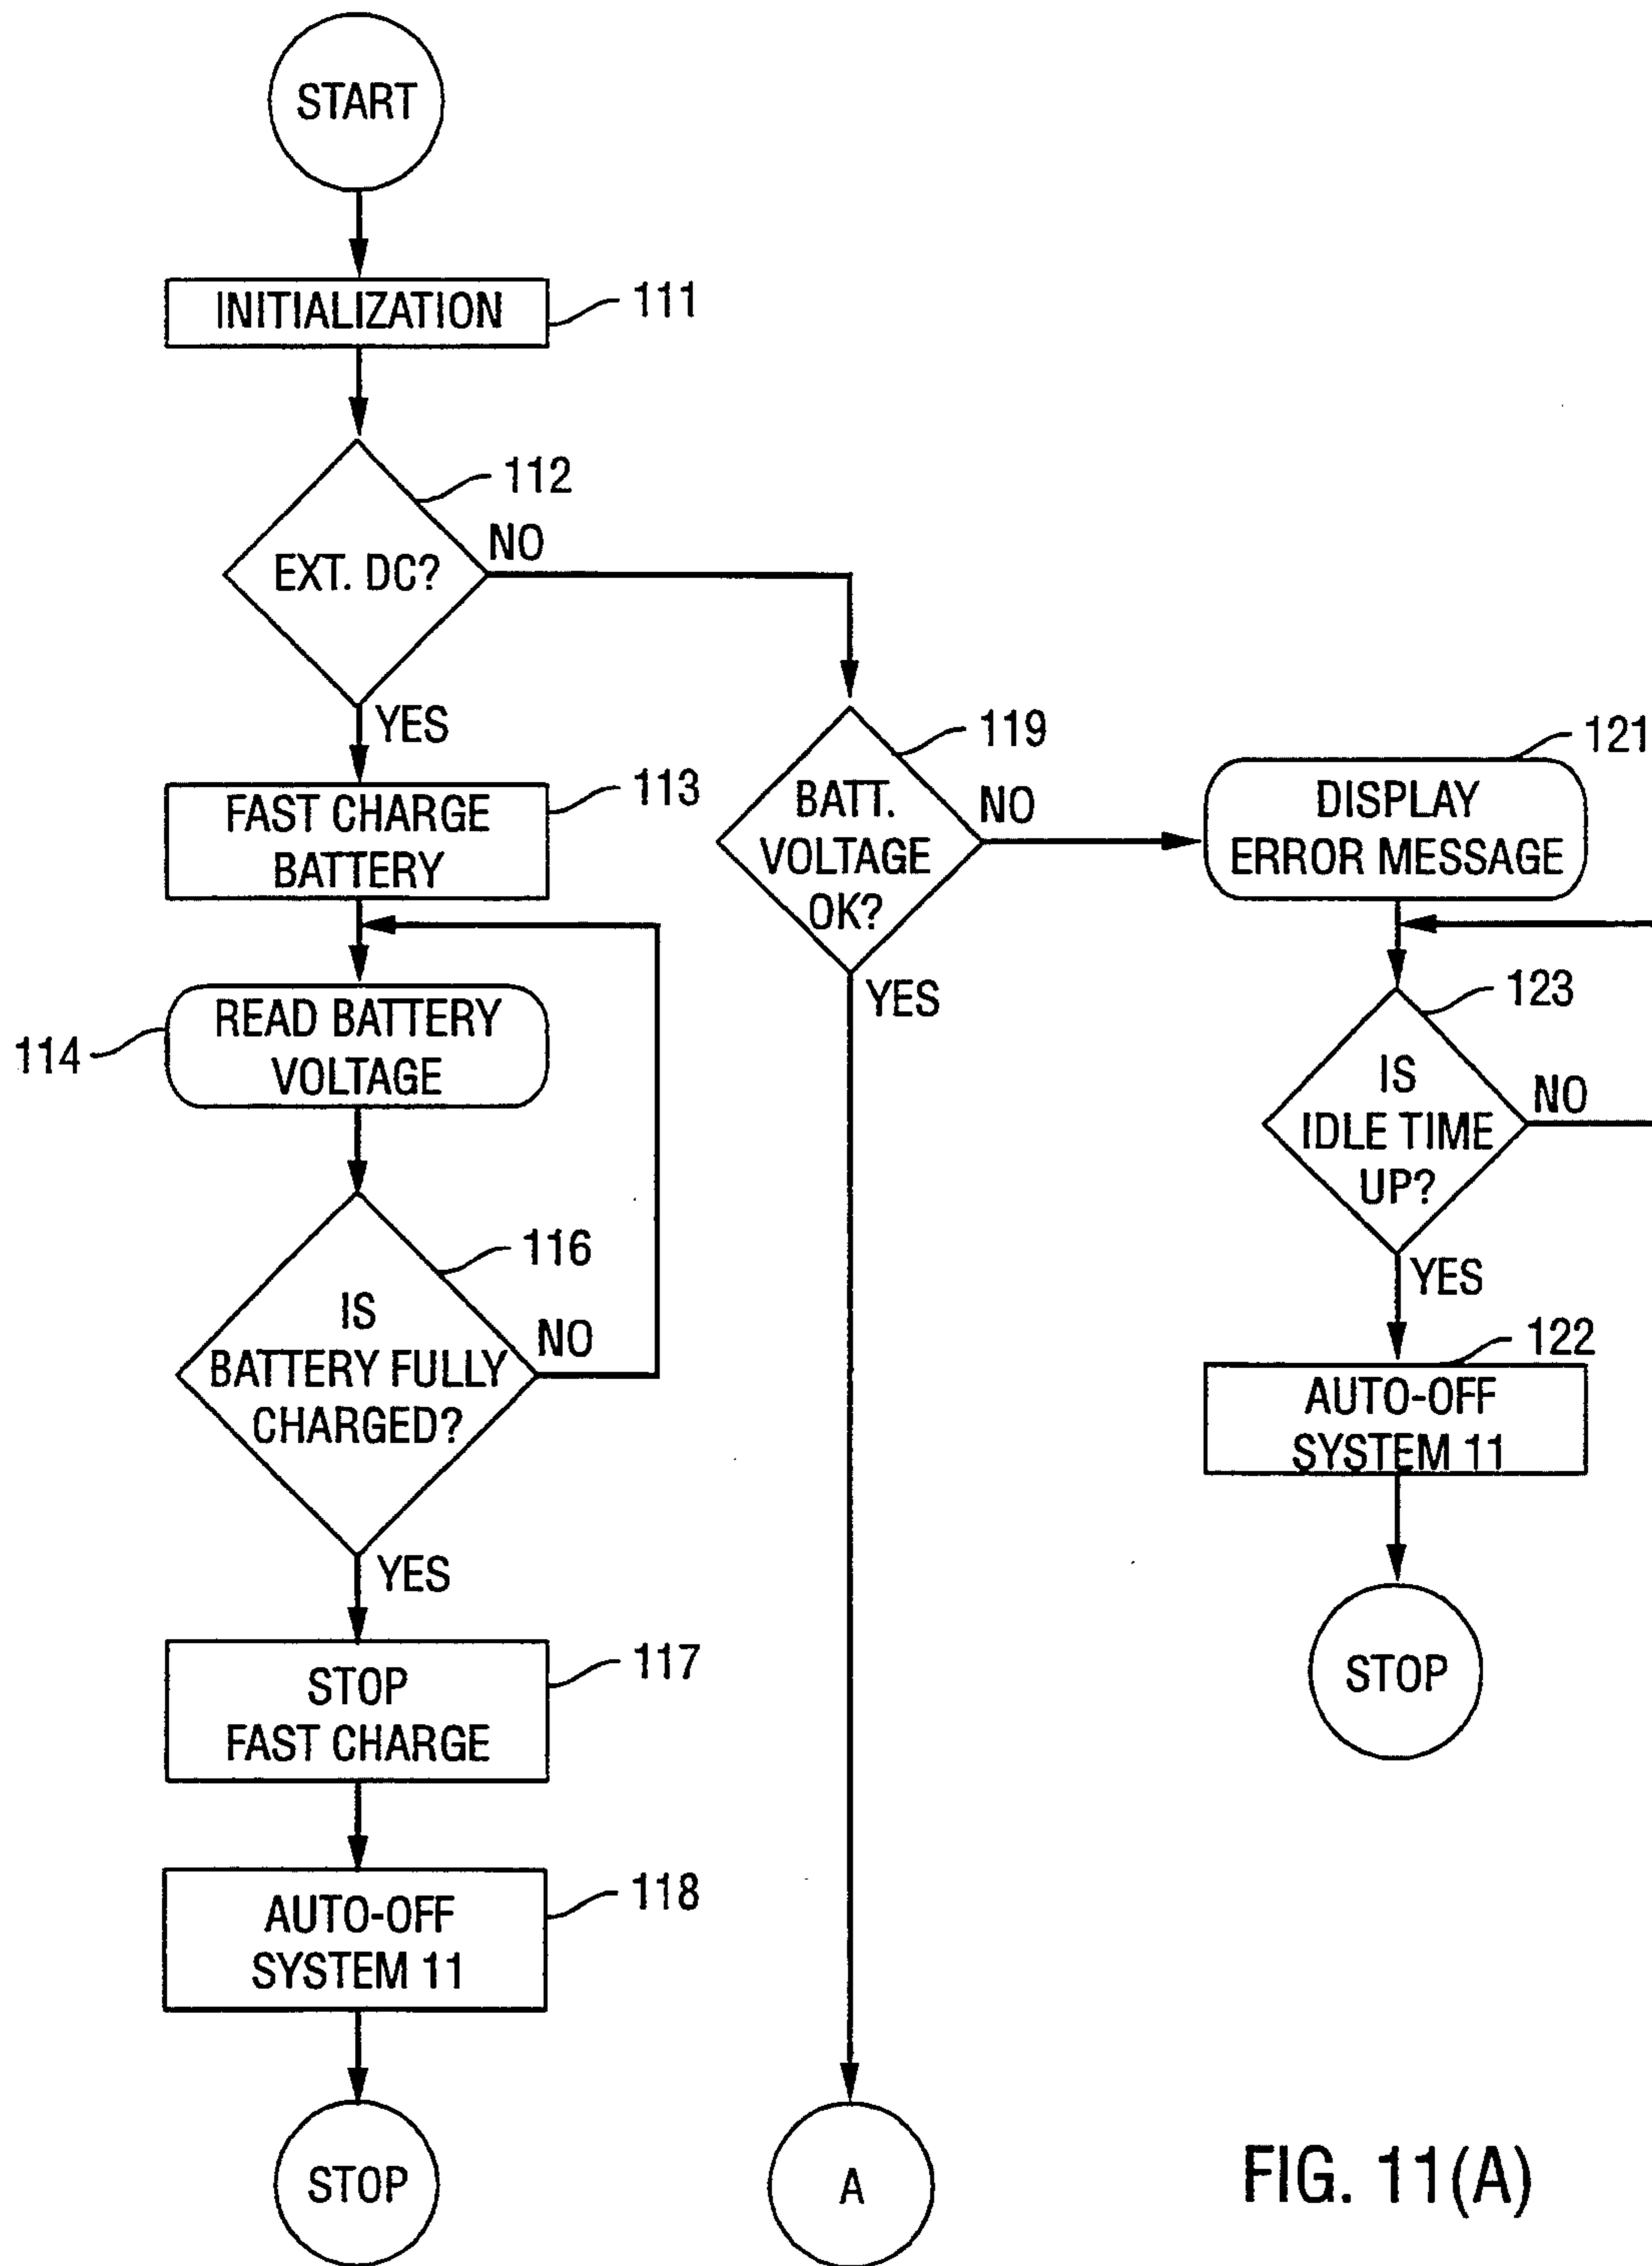 START
INITIALIZATION
111
112
EXT. DC?
NO
YES
FAST CHARGE
BATTERY
113
READ BATTERY
VOLTAGE
114
116
IS
BATTERY FULLY
CHARGED?
NO
YES
STOP
FAST CHARGE
117
AUTO-OFF
SYSTEM 11
118
STOP
119
BATT.
VOLTAGE
OK?
NO
YES
A
121
DISPLAY
ERROR MESSAGE
123
IS
IDLE TIME
UP?
NO
YES
122
AUTO-OFF
SYSTEM 11
STOP
FIG. 11(A)